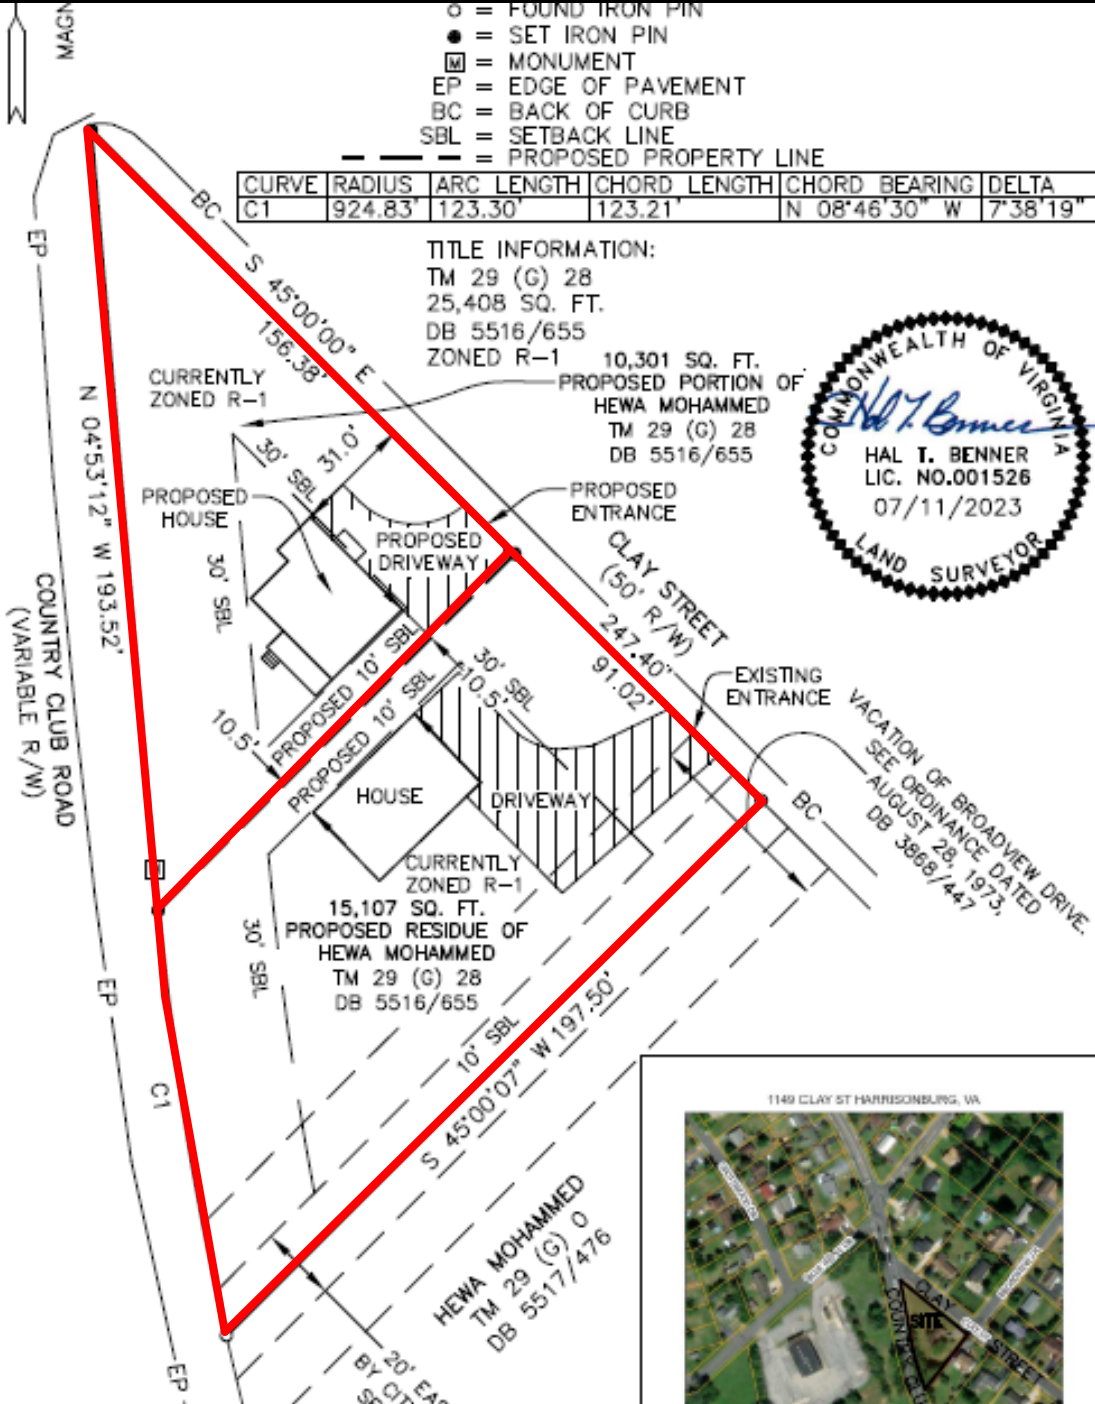 MAGN
○ = FOUND IRON PIN
● = SET IRON PIN
M = MONUMENT
EP = EDGE OF PAVEMENT
BC = BACK OF CURB
SBL = SETBACK LINE
= PROPOSED PROPERTY LINE
CURVE RADIUS ARC LENGTH CHORD LENGTH CHORD BEARING DELTA
C1 924.83' 123.30' 123.21' N 08°46'30" W 7°38'19"
TITLE INFORMATION:
TM 29 (G) 28
25,408 SQ. FT.
DB 5516/655
ZONED R-1
10,301 SQ. FT.
PROPOSED PORTION OF
HEWA MOHAMMED
TM 29 (G) 28
DB 5516/655
COMMONWEALTH OF VIRGINIA
Hal T. Benner
HAL T. BENNER
LIC. NO.001526
07/11/2023
LAND SURVEYOR
BC
S 45°00'00" E
156.38'
EP
CURRENTLY
ZONED R-1
N 04°53'12" W 193.52'
30' SBL
31.0'
PROPOSED
HOUSE
PROPOSED
DRIVEWAY
PROPOSED
ENTRANCE
30' SBL
CLAY STREET
(50' R/W)
247.40'
91.02'
COUNTRY CLUB ROAD
(VARIABLE R/W)
PROPOSED 10' SBL
PROPOSED 10' SBL
10.5'
30' SBL
10.5'
EXISTING
ENTRANCE
VACATION OF BROADVIEW DRIVE.
SEE ORDINANCE DATED
AUGUST 28, 1973,
DB 3868/447
BC
HOUSE
DRIVEWAY
M
CURRENTLY
ZONED R-1
15,107 SQ. FT.
PROPOSED RESIDUE OF
HEWA MOHAMMED
TM 29 (G) 28
DB 5516/655
30' SBL
EP
C1
10' SBL
S 45°00'07" W 197.50'
HEWA MOHAMMED
TM 29 (G) 0
DB 5517/476
20' EAS
BY CIT
EP
1149 CLAY ST HARRISONBURG, VA
CLAY
STREET
SITE
COUNTRY CLU